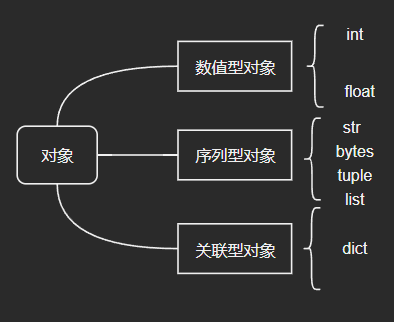 对象
数值型对象
int
float
序列型对象
str
bytes
tuple
list
关联型对象
dict